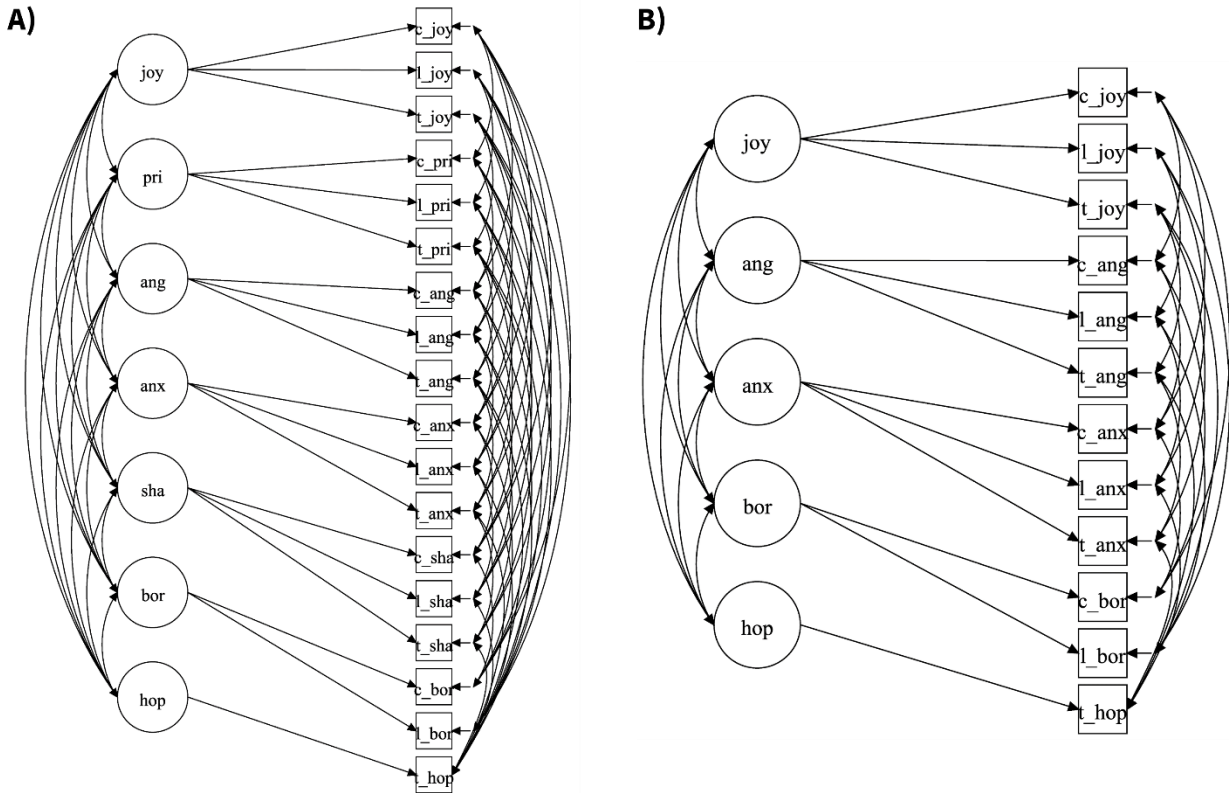 A)
joy
pri
ang
anx
sha
bor
hop
c_joy
l_joy
t_joy
c_pri
l_pri
t_pri
c_ang
l_ang
t_ang
c_anx
l_anx
t_anx
c_sha
l_sha
t_sha
c_bor
l_bor
t_hop
B)
joy
ang
anx
bor
hop
c_joy
l_joy
t_joy
c_ang
l_ang
t_ang
c_anx
l_anx
t_anx
c_bor
l_bor
t_hop